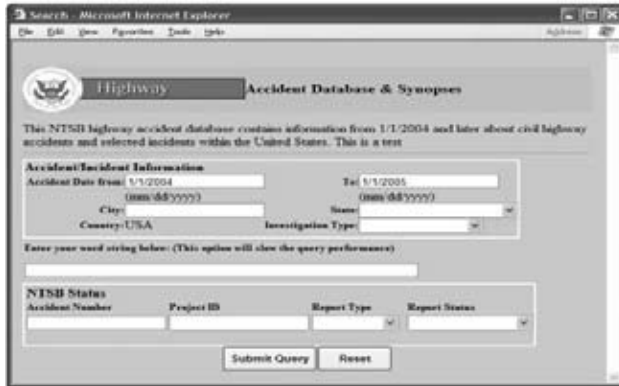 Search - Microsoft Internet Explorer
File Edit View Favorites Tools Help Address
Highway Accident Database & Synopses
This NTSB highway accident database contains information from 1/1/2004 and later about civil highway
accidents and selected incidents within the United States. This is a test
Accident/Incident Information
Accident Date from: 1/1/2004 To: 1/1/2005
(mm/dd/yyyy) (mm/dd/yyyy)
City: State:
Country: USA Investigation Type:
Enter your word string below: (This option will slow the query performance)
NTSB Status
Accident Number Project ID Report Type Report Status
Submit Query Reset